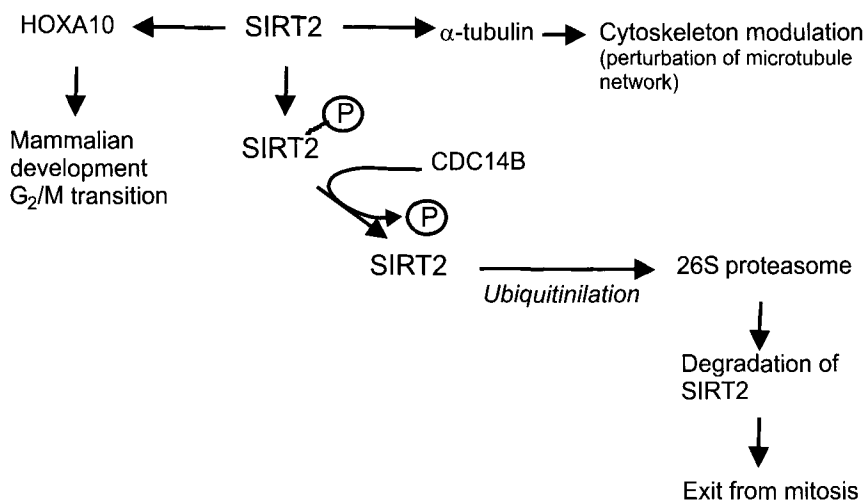 HOXA10
SIRT2
α-tubulin
Cytoskeleton modulation
(perturbation of microtubule
network)
Mammalian
development
G₂/M transition
P
SIRT2
CDC14B
P
SIRT2
Ubiquitinilation
26S proteasome
Degradation of
SIRT2
Exit from mitosis